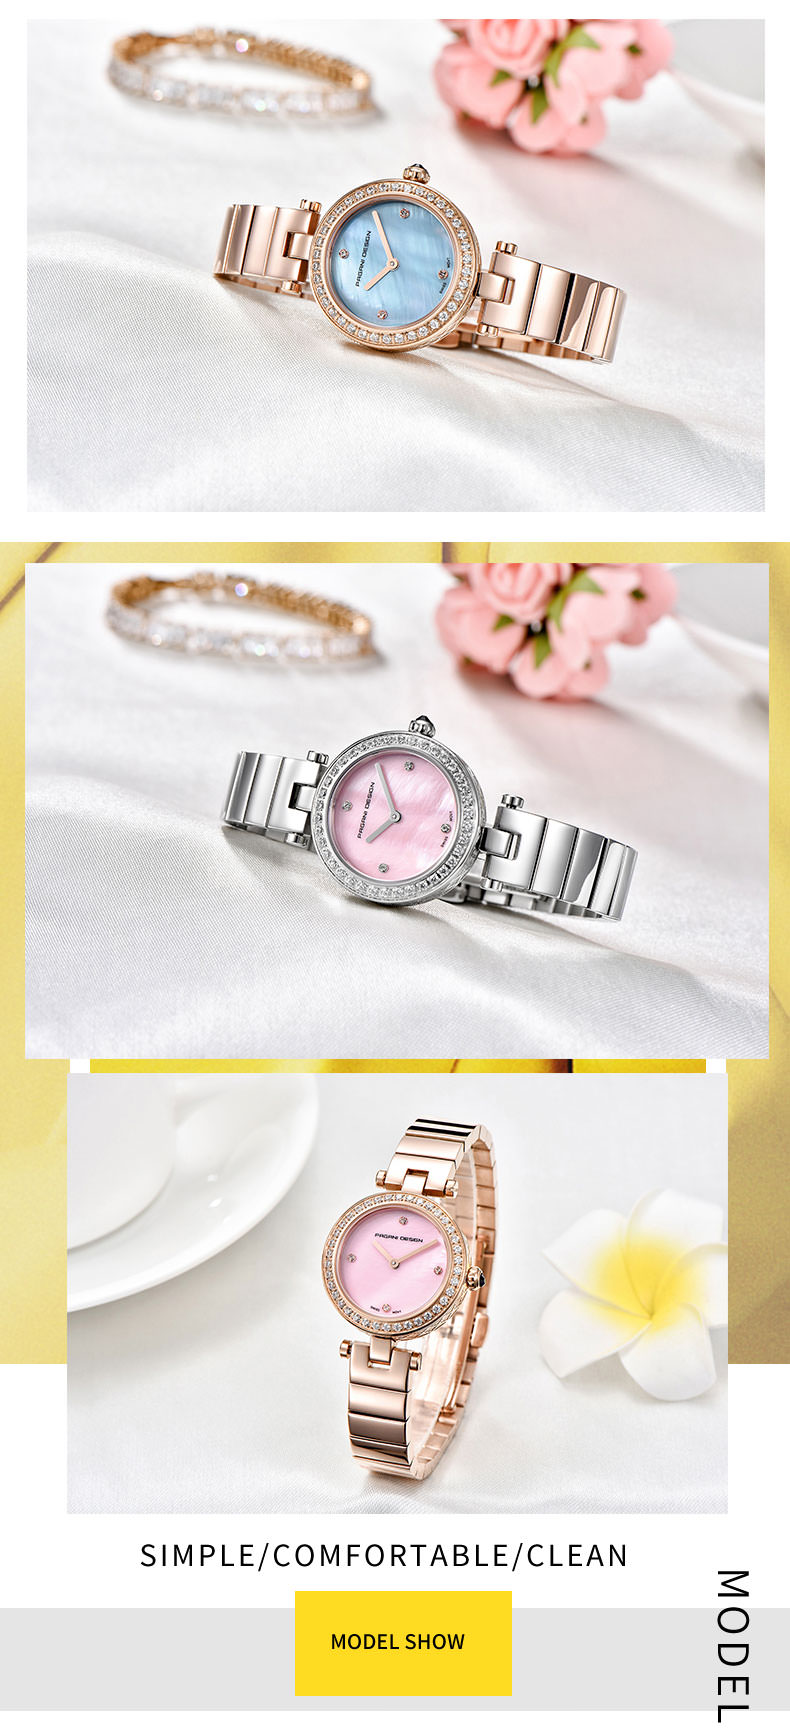 PAGANI DESIGN
SWISS MOVT
PAGANI DESIGN
SWISS MOVT
PAGANI DESIGN
SWISS MOVT
SIMPLE/COMFORTABLE/CLEAN
MODEL SHOW
MODEL